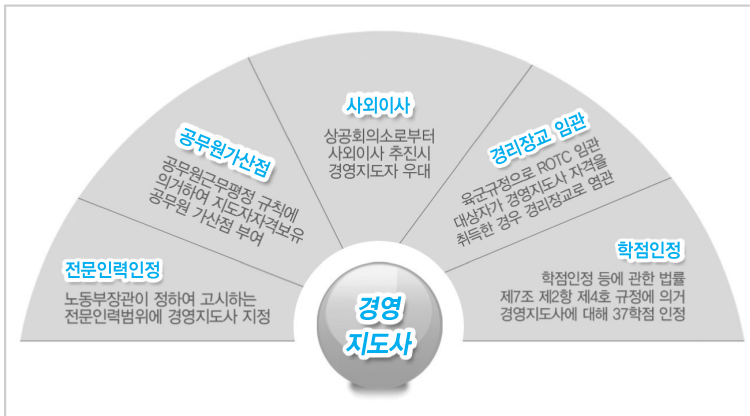 사외이사
상공회의소로부터
사외이사 추진시
경영지도자 우대
공무원가산점
공무원근무평정 규칙에
의거하여 지도자자격보유
공무원 가산점 부여
경리장교 임관
육군규정으로 ROTC 임관
대상자가 경영지도사 자격을
취득한 경우 경리장교로 염관
전문인력인정
노동부장관이 정하여 고시하는
전문인력범위에 경영지도사 지정
학점인정
학점인정 등에 관한 법률
제7조 제2항 제4호 규정에 의거
경영지도사에 대해 37학점 인정
경영
지도사